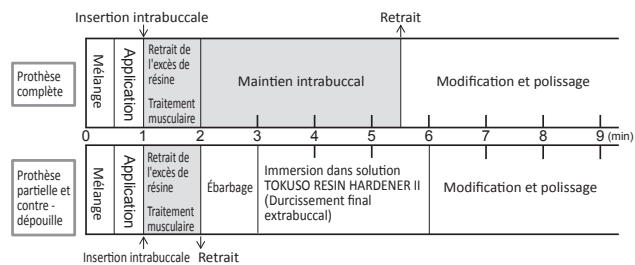 Insertion intrabuccale
Retrait
Prothèse
complète
Mélange
Application
Retrait de
l'excès de
résine
Traitement
musculaire
Maintien intrabuccal
Modification et polissage
0 1 2 3 4 5 6 7 8 9 (min)
Prothèse
partielle et
contre -
dépouille
Mélange
Application
Retrait de
l'excès de
résine
Traitement
musculaire
Ébarbage
Immersion dans solution
TOKUSO RESIN HARDENER II
(Durcissement final
extrabuccal)
Modification et polissage
Insertion intrabuccale
Retrait